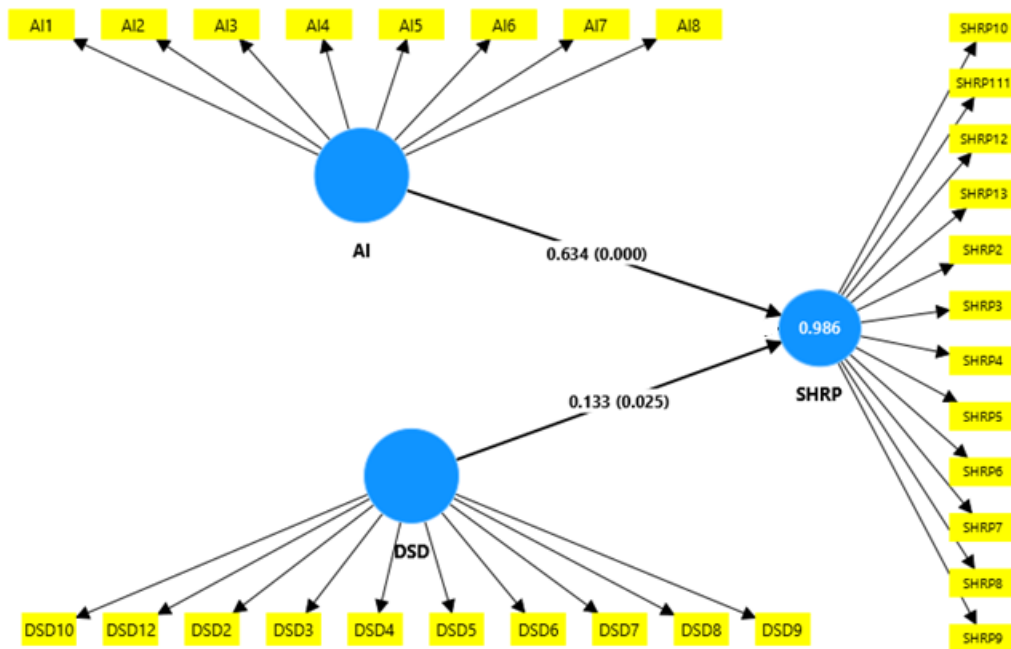 AI1 AI2 AI3 AI4 AI5 AI6 AI7 AI8
SHRP10
SHRP111
SHRP12
SHRP13
SHRP2
SHRP3
SHRP4
SHRP5
SHRP6
SHRP7
SHRP8
SHRP9
AI
0.634 (0.000)
0.986
SHRP
0.133 (0.025)
DSD
DSD10 DSD12 DSD2 DSD3 DSD4 DSD5 DSD6 DSD7 DSD8 DSD9